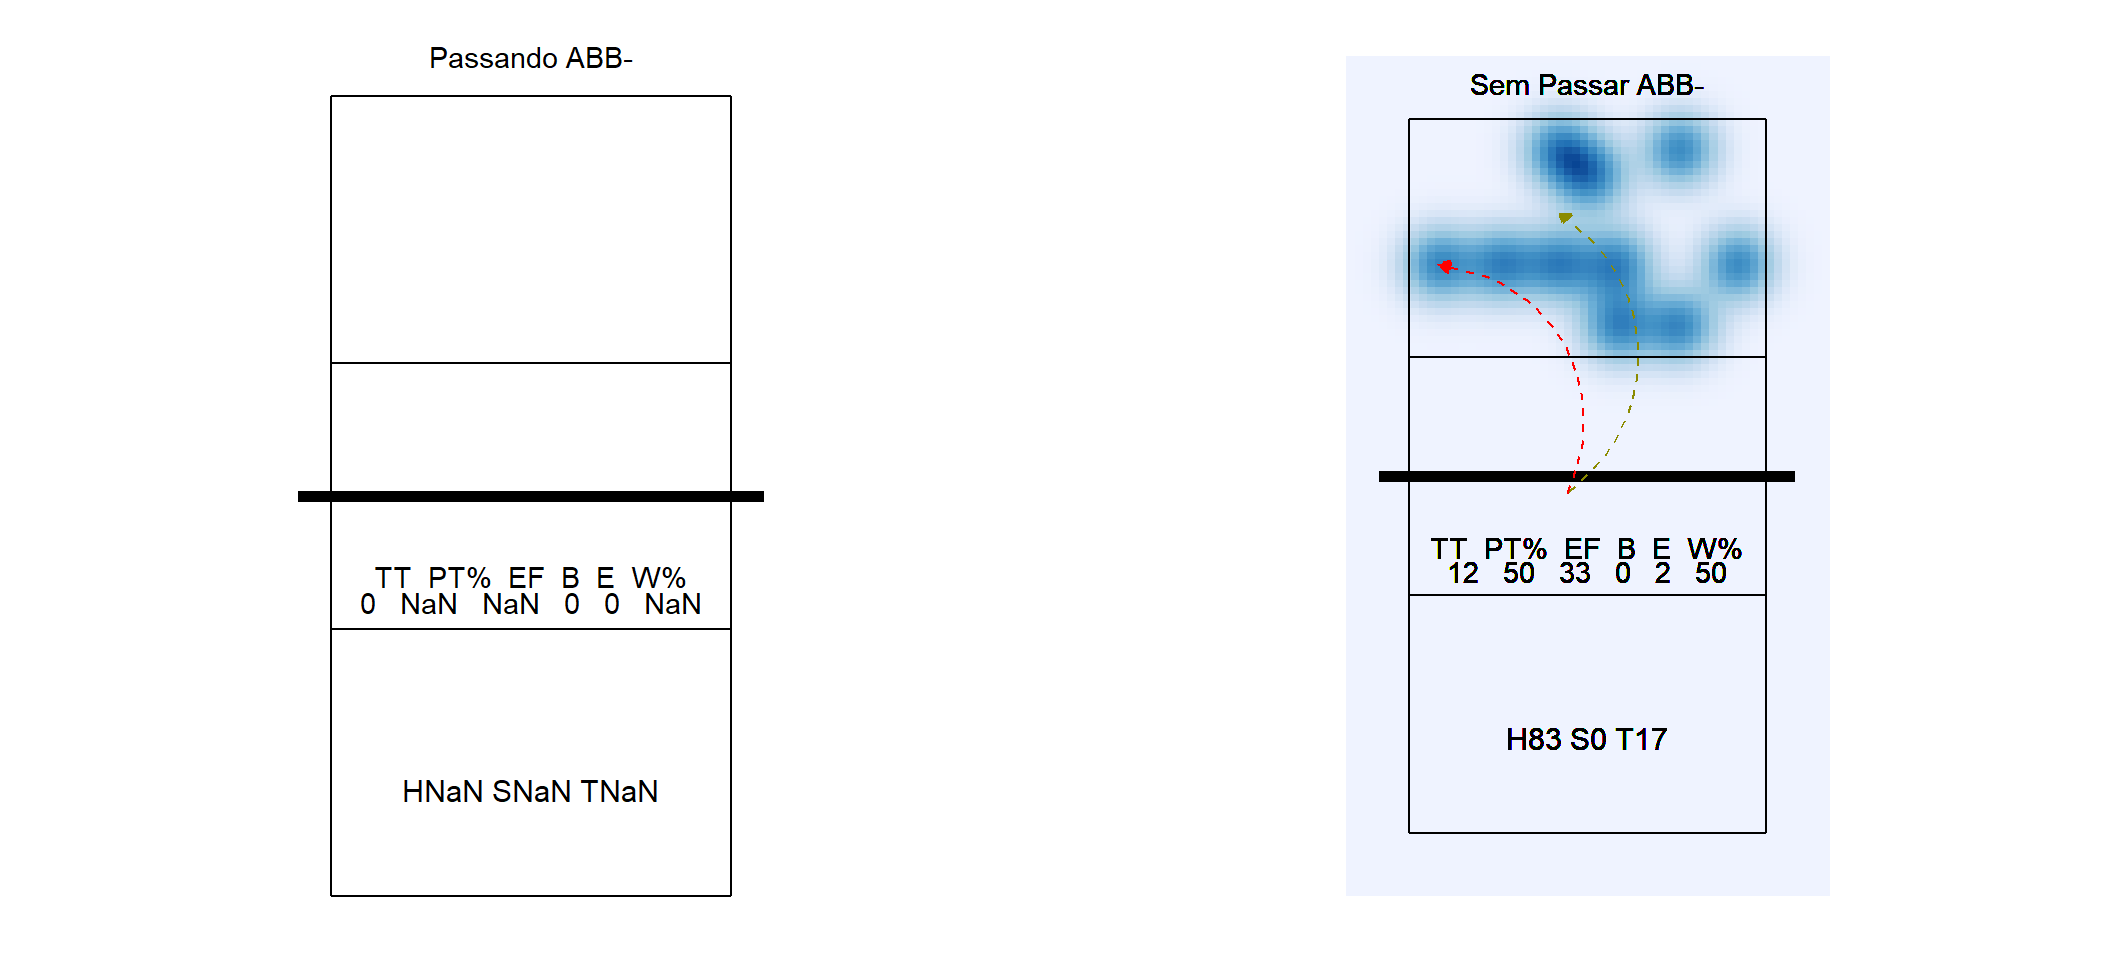 Passando ABB-
TT PT% EF B E W%
0 NaN NaN 0 0 NaN
HNaN SNaN TNaN
Sem Passar ABB-
TT PT% EF B E W%
12 50 33 0 2 50
H83 S0 T17